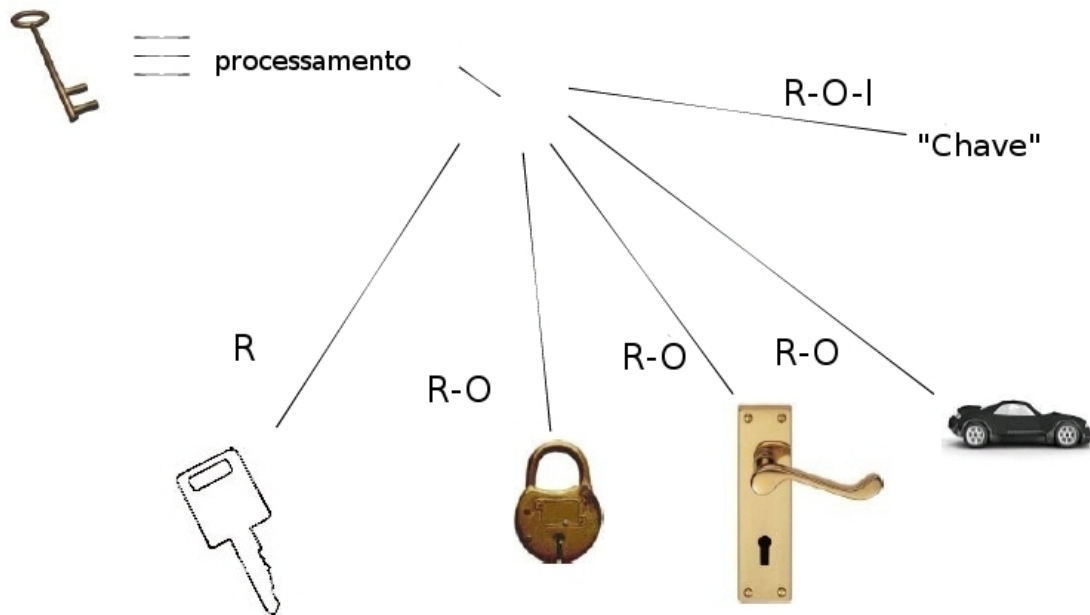 processamento
R-O-I
"Chave"
R
R-O
R-O
R-O